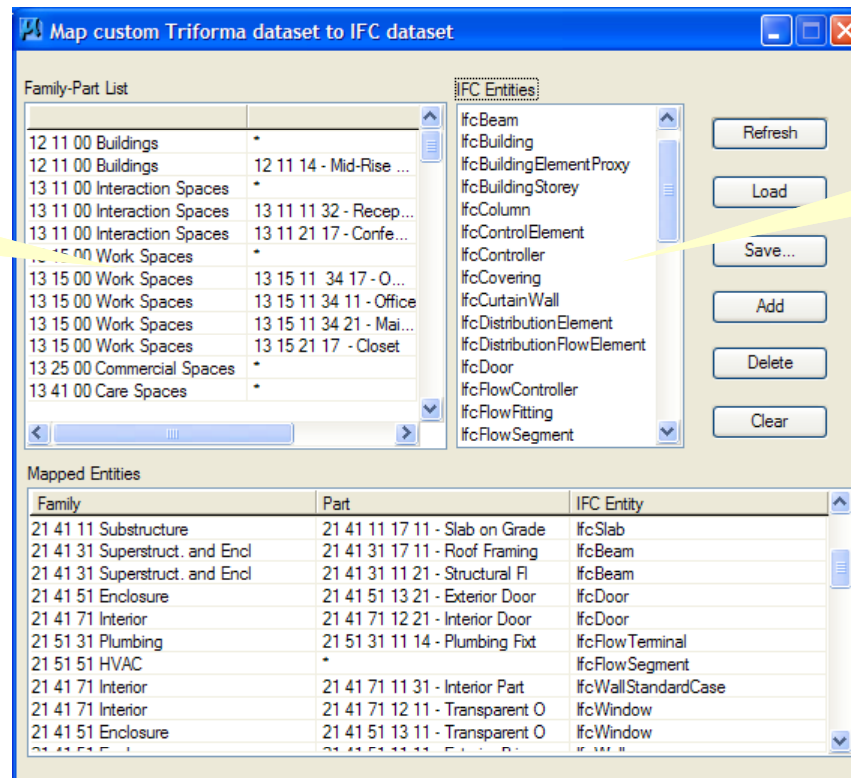 Map custom Triforma dataset to IFC dataset
Family-Part List
12 11 00 Buildings *
12 11 00 Buildings 12 11 14 - Mid-Rise ...
13 11 00 Interaction Spaces *
13 11 00 Interaction Spaces 13 11 11 32 - Recep...
13 11 00 Interaction Spaces 13 11 21 17 - Confe...
13 15 00 Work Spaces *
13 15 00 Work Spaces 13 15 11 34 17 - O...
13 15 00 Work Spaces 13 15 11 34 11 - Office
13 15 00 Work Spaces 13 15 11 34 21 - Mai...
13 15 00 Work Spaces 13 15 21 17 - Closet
13 25 00 Commercial Spaces *
13 41 00 Care Spaces *
IFC Entities
IfcBeam
IfcBuilding
IfcBuildingElementProxy
IfcBuildingStorey
IfcColumn
IfcControlElement
IfcController
IfcCovering
IfcCurtainWall
IfcDistributionElement
IfcDistributionFlowElement
IfcDoor
IfcFlowController
IfcFlowFitting
IfcFlowSegment
Refresh
Load
Save...
Add
Delete
Clear
Mapped Entities
Family Part IFC Entity
21 41 11 Substructure 21 41 11 17 11 - Slab on Grade IfcSlab
21 41 31 Superstruct. and Encl 21 41 31 17 11 - Roof Framing IfcBeam
21 41 31 Superstruct. and Encl 21 41 31 11 21 - Structural Fl IfcBeam
21 41 51 Enclosure 21 41 51 13 21 - Exterior Door IfcDoor
21 41 71 Interior 21 41 71 12 21 - Interior Door IfcDoor
21 51 31 Plumbing 21 51 31 11 14 - Plumbing Fixt IfcFlowTerminal
21 51 51 HVAC * IfcFlowSegment
21 41 71 Interior 21 41 71 11 31 - Interior Part IfcWallStandardCase
21 41 71 Interior 21 41 71 12 11 - Transparent O IfcWindow
21 41 51 Enclosure 21 41 51 13 11 - Transparent O IfcWindow